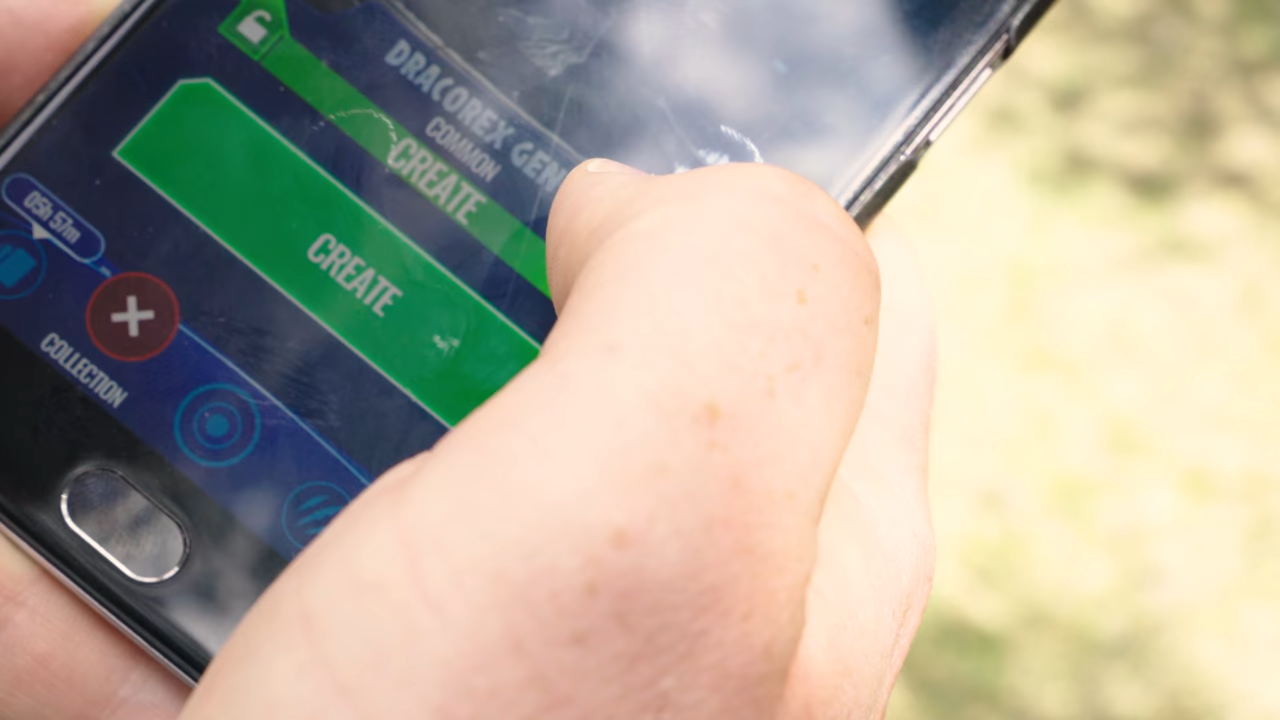 DRACOREX GEN
COMMON
CREATE
CREATE
05h 57m
COLLECTION